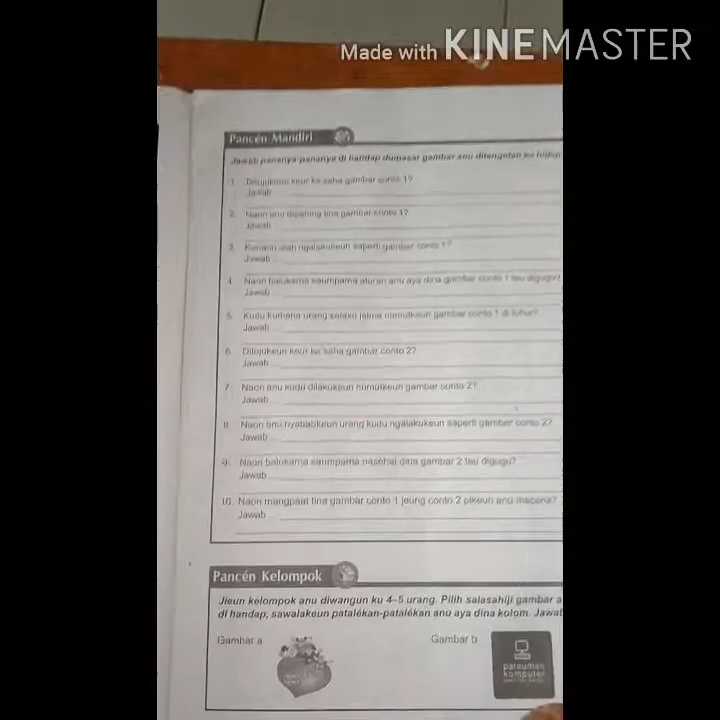 Made with KINEMASTER
Pancén Mandiri
Jawab pananya-pananya di handap dumasar gambar anu ditengetan ku hidep
1. Ditujukeun keur ka saha gambar conto 1?
Jawab
2. Naon anu dilarang tina gambar conto 1?
Jawab
3. Kunaon ulah ngalakukeun saperti gambar conto 1?
Jawab
4. Naon balukarna saumpama aturan anu aya dina gambar conto 1 teu digugu?
Jawab
5. Kudu kumaha urang salaku jalma numutkeun gambar conto 1 di luhur?
Jawab
6. Ditujukeun keur ka saha gambar conto 2?
Jawab
7. Naon anu kudu dilakukeun numutkeun gambar conto 2?
Jawab
8. Naon anu nyababkeun urang kudu ngalakukeun saperti gambar conto 2?
Jawab
9. Naon balukarna saumpama naséhat dina gambar 2 teu digugu?
Jawab
10. Naon mangpaat tina gambar conto 1 jeung conto 2 pikeun anu macana?
Jawab
Pancén Kelompok
Jieun kelompok anu diwangun ku 4-5 urang. Pilih salasahiji gambar a
di handap, sawalakeun patalékan-patalékan anu aya dina kolom. Jawab
Gambar a
Gambar b
pareuman
komputer